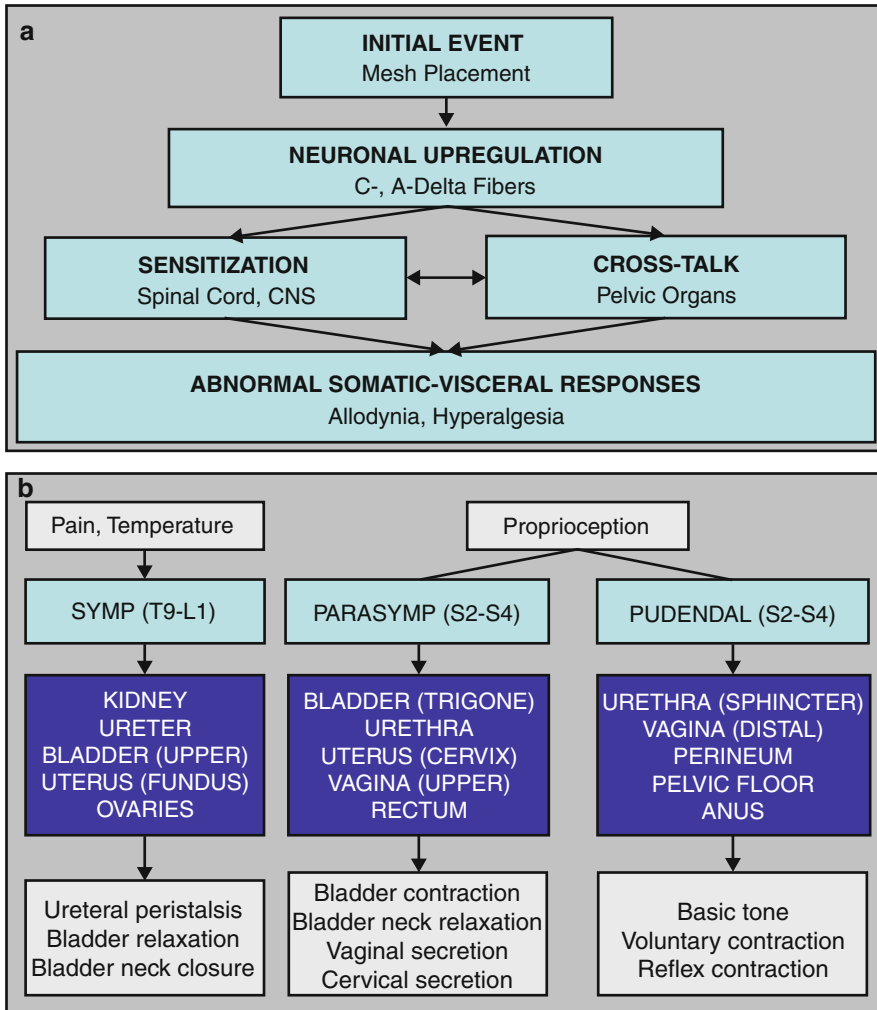 a
INITIAL EVENT
Mesh Placement
NEURONAL UPREGULATION
C-, A-Delta Fibers
SENSITIZATION
Spinal Cord, CNS
CROSS-TALK
Pelvic Organs
ABNORMAL SOMATIC-VISCERAL RESPONSES
Allodynia, Hyperalgesia
b
Pain, Temperature
Proprioception
SYMP (T9-L1)
PARASYMP (S2-S4)
PUDENDAL (S2-S4)
KIDNEY
URETER
BLADDER (UPPER)
UTERUS (FUNDUS)
OVARIES
BLADDER (TRIGONE)
URETHRA
UTERUS (CERVIX)
VAGINA (UPPER)
RECTUM
URETHRA (SPHINCTER)
VAGINA (DISTAL)
PERINEUM
PELVIC FLOOR
ANUS
Ureteral peristalsis
Bladder relaxation
Bladder neck closure
Bladder contraction
Bladder neck relaxation
Vaginal secretion
Cervical secretion
Basic tone
Voluntary contraction
Reflex contraction